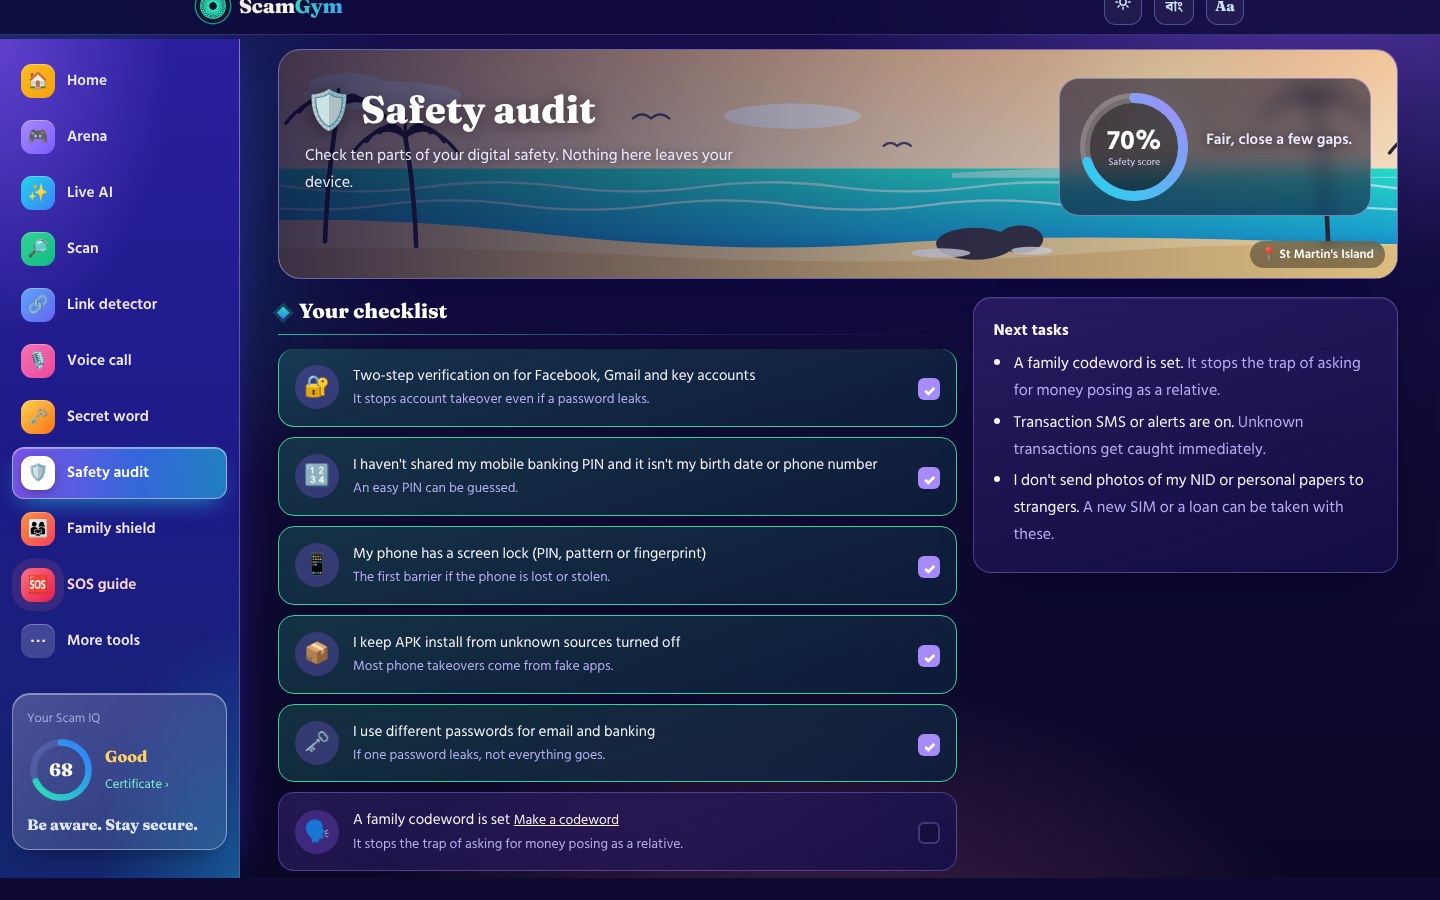 ScamGym
বাং
Aa
Home
Arena
Live AI
Scan
Link detector
Voice call
Secret word
Safety audit
Family shield
SOS
SOS guide
More tools
Your Scam IQ
68
Good
Certificate ›
Be aware. Stay secure.
Safety audit
Check ten parts of your digital safety. Nothing here leaves your
device.
70%
Safety score
Fair, close a few gaps.
St Martin's Island
Your checklist
Two-step verification on for Facebook, Gmail and key accounts
It stops account takeover even if a password leaks.
1 2
3 4
I haven't shared my mobile banking PIN and it isn't my birth date or phone number
An easy PIN can be guessed.
My phone has a screen lock (PIN, pattern or fingerprint)
The first barrier if the phone is lost or stolen.
I keep APK install from unknown sources turned off
Most phone takeovers come from fake apps.
I use different passwords for email and banking
If one password leaks, not everything goes.
A family codeword is set Make a codeword
It stops the trap of asking for money posing as a relative.
Next tasks
A family codeword is set. It stops the trap of asking
for money posing as a relative.
Transaction SMS or alerts are on. Unknown
transactions get caught immediately.
I don't send photos of my NID or personal papers to
strangers. A new SIM or a loan can be taken with
these.